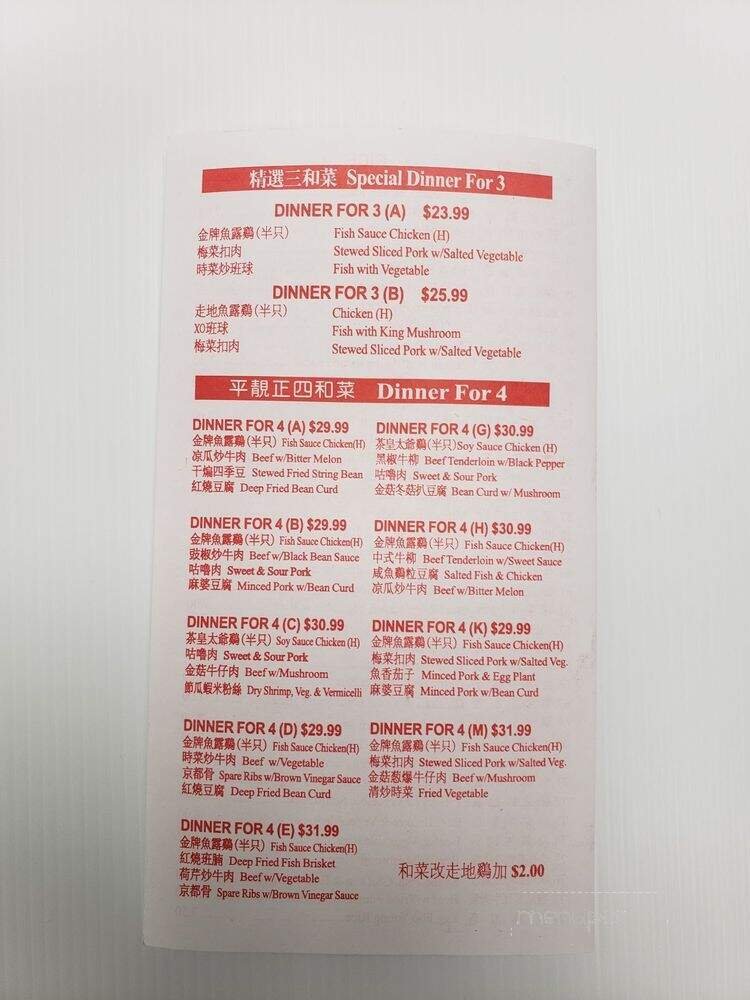 精選三和菜 Special Dinner For 3
DINNER FOR 3 (A) $23.99
金牌魚露鷄(半只) Fish Sauce Chicken (H)
梅菜扣肉 Stewed Sliced Pork w/Salted Vegetable
時菜炒班球 Fish with Vegetable
DINNER FOR 3 (B) $25.99
走地魚露鷄(半只) Chicken (H)
XO班球 Fish with King Mushroom
梅菜扣肉 Stewed Sliced Pork w/Salted Vegetable
平靚正四和菜 Dinner For 4
DINNER FOR 4 (A) $29.99
金牌魚露鷄(半只) Fish Sauce Chicken(H)
凉瓜炒牛肉 Beef w/Bitter Melon
干煸四季豆 Stewed Fried String Bean
紅燒豆腐 Deep Fried Bean Curd
DINNER FOR 4 (B) $29.99
金牌魚露鷄(半只) Fish Sauce Chicken(H)
豉椒炒牛肉 Beef w/Black Bean Sauce
咕嚕肉 Sweet & Sour Pork
麻婆豆腐 Minced Pork w/Bean Curd
DINNER FOR 4 (C) $30.99
茶皇太爺鷄(半只) Soy Sauce Chicken (H)
咕嚕肉 Sweet & Sour Pork
金菇牛仔肉 Beef w/Mushroom
節瓜蝦米粉絲 Dry Shrimp, Veg. & Vermicelli
DINNER FOR 4 (D) $29.99
金牌魚露鷄(半只) Fish Sauce Chicken(H)
時菜炒牛肉 Beef w/Vegetable
京都骨 Spare Ribs w/Brown Vinegar Sauce
紅燒豆腐 Deep Fried Bean Curd
DINNER FOR 4 (E) $31.99
金牌魚露鷄(半只) Fish Sauce Chicken(H)
紅燒班腩 Deep Fried Fish Brisket
荷芹炒牛肉 Beef w/Vegetable
京都骨 Spare Ribs w/Brown Vinegar Sauce
DINNER FOR 4 (G) $30.99
茶皇太爺鷄(半只)Soy Sauce Chicken (H)
黑椒牛柳 Beef Tenderloin w/Black Pepper
咕嚕肉 Sweet & Sour Pork
金菇冬菇扒豆腐 Bean Curd w/ Mushroom
DINNER FOR 4 (H) $30.99
金牌魚露鷄(半只) Fish Sauce Chicken(H)
中式牛柳 Beef Tenderloin w/Sweet Sauce
咸魚鷄粒豆腐 Salted Fish & Chicken
凉瓜炒牛肉 Beef w/Bitter Melon
DINNER FOR 4 (K) $29.99
金牌魚露鷄(半只) Fish Sauce Chicken(H)
梅菜扣肉 Stewed Sliced Pork w/Salted Veg.
魚香茄子 Minced Pork & Egg Plant
麻婆豆腐 Minced Pork w/Bean Curd
DINNER FOR 4 (M) $31.99
金牌魚露鷄(半只) Fish Sauce Chicken(H)
梅菜扣肉 Stewed Sliced Pork w/Salted Veg.
金菇葱爆牛仔肉 Beef w/Mushroom
清炒時菜 Fried Vegetable
和菜改走地鷄加 $2.00